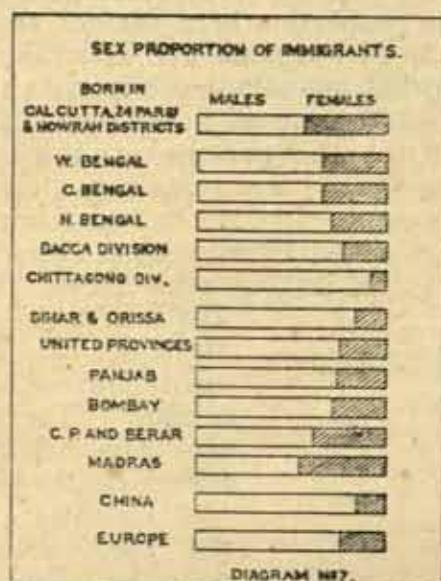 SEX PROPORTION OF IMMIGRANTS.
BORN IN
CALCUTTA, 24 PARGS
& HOWRAH DISTRICTS
MALES FEMALES
W. BENGAL
C. BENGAL
N. BENGAL
DACCA DIVISION
CHITTAGONG DIV.
BIHAR & ORISSA
UNITED PROVINCES
PANJAB
BOMBAY
C. P. AND BERAR
MADRAS
CHINA
EUROPE
DIAGRAM Nº7.